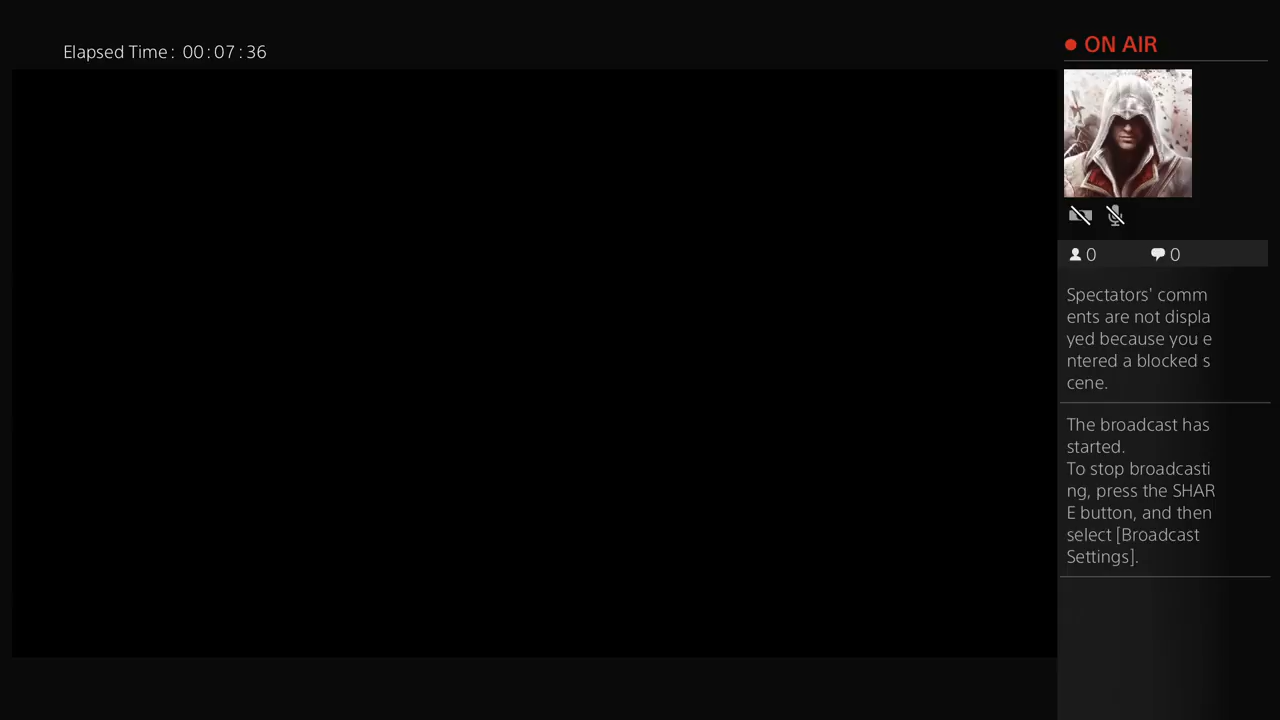 Elapsed Time: 00:07:36
ON AIR
0
0
Spectators' comm
ents are not displa
yed because you e
ntered a blocked s
cene.
The broadcast has
started.
To stop broadcasti
ng, press the SHAR
E button, and then
select [Broadcast
Settings].